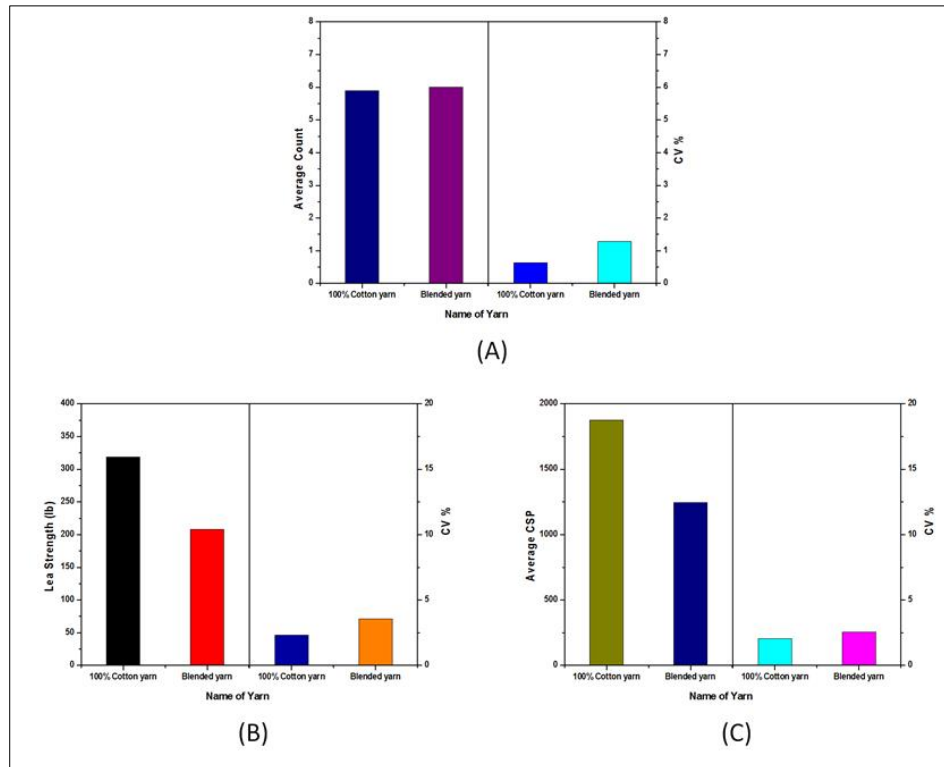 8
7
6
5
4
3
2
1
0
Average Count
8
7
6
5
4
3
2
1
0
CV %
100% Cotton yarn Blended yarn 100% Cotton yarn Blended yarn
Name of Yarn
(A)
400
350
300
250
200
150
100
50
0
Lea Strength (lb)
20
15
10
5
0
CV %
100% Cotton yarn Blended yarn 100% Cotton yarn Blended yarn
Name of Yarn
(B)
2000
1500
1000
500
0
Average CSP
20
15
10
5
0
CV %
100% Cotton yarn Blended yarn 100% Cotton yarn Blended yarn
Name of Yarn
(C)